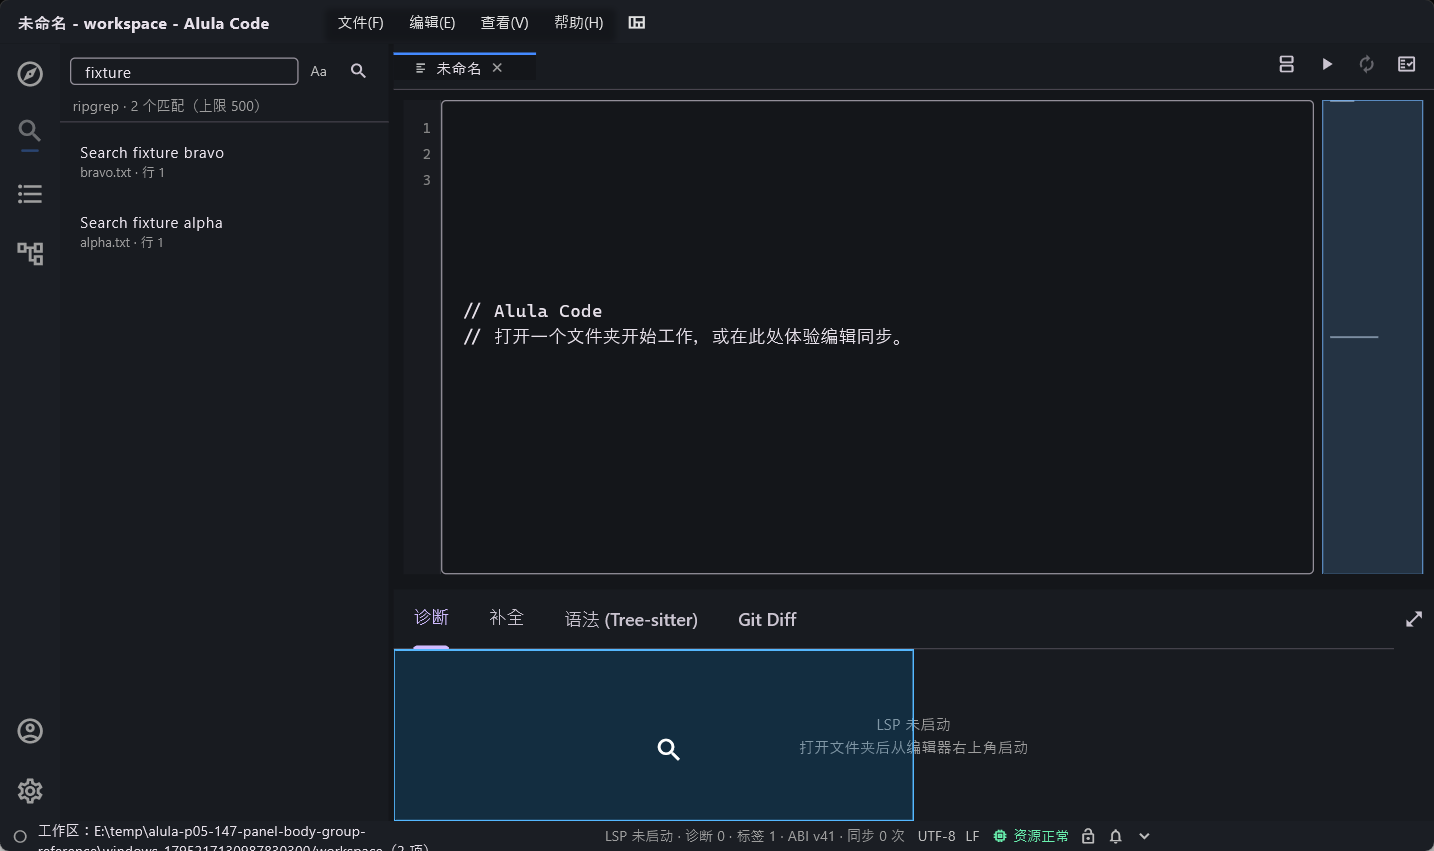 未命名 - workspace - Alula Code
文件(F) 编辑(E) 查看(V) 帮助(H)
fixture
Aa
ripgrep · 2 个匹配（上限 500）
Search fixture bravo
bravo.txt · 行 1
Search fixture alpha
alpha.txt · 行 1
未命名
1
2
3
// Alula Code
// 打开一个文件夹开始工作，或在此处体验编辑同步。
诊断 补全 语法 (Tree-sitter) Git Diff
LSP 未启动
打开文件夹后从编辑器右上角启动
工作区：E:\temp\alula-p05-147-panel-body-group-
reference\windows-1795217130987830300/workspace（2 项）
LSP 未启动 · 诊断 0 · 标签 1 · ABI v41 · 同步 0 次 UTF-8 LF 资源正常